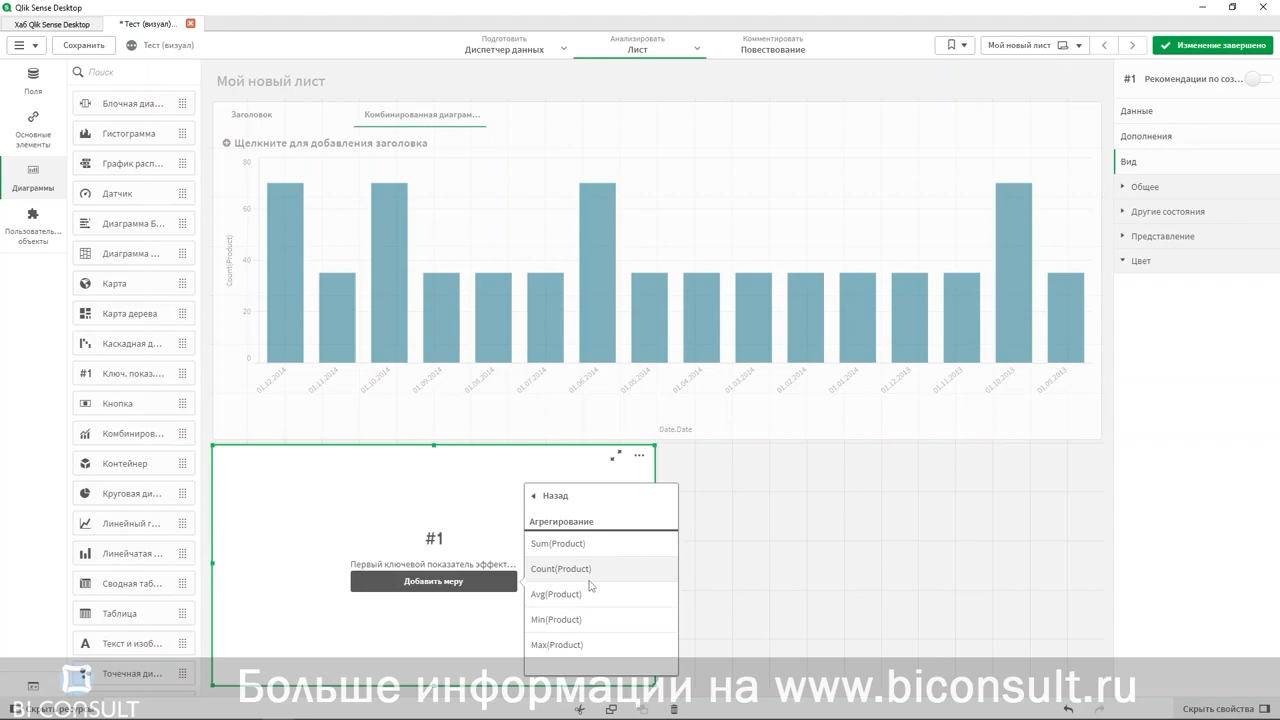 Qlik Sense Desktop
Хаб Qlik Sense Desktop
* Тест (визуал)...
Сохранить
Тест (визуал)
Подготовить
Диспетчер данных
Анализировать
Лист
Комментировать
Повествование
Мой новый лист
Изменение завершено
Поля
Основные элементы
Диаграммы
Пользователь... объекты
Поиск
Блочная диа...
Гистограмма
График расп...
Датчик
Диаграмма Б...
Диаграмма ...
Карта
Карта дерева
Каскадная д...
#1 Ключ. показ...
Кнопка
Комбиниров...
Контейнер
Круговая ди...
Линейный г...
Линейчатая ...
Сводная таб...
Таблица
A Текст и изоб...
Точечная ди...
Мой новый лист
Заголовок
Комбинированная диаграм...
Щелкните для добавления заголовка
Count(Product)
80
60
40
20
0
01.12.2014
01.11.2014
01.10.2014
01.09.2014
01.08.2014
01.07.2014
01.06.2014
01.05.2014
01.04.2014
01.03.2014
01.02.2014
01.01.2014
01.12.2013
01.11.2013
01.10.2013
01.09.2013
Date.Date
#1
Первый ключевой показатель эффект...
Добавить меру
Назад
Агрегирование
Sum(Product)
Count(Product)
Avg(Product)
Min(Product)
Max(Product)
#1 Рекомендации по соз...
Данные
Дополнения
Вид
Общее
Другие состояния
Представление
Цвет
Больше информации на www.biconsult.ru
BI CONSULT
Скрыть свойства